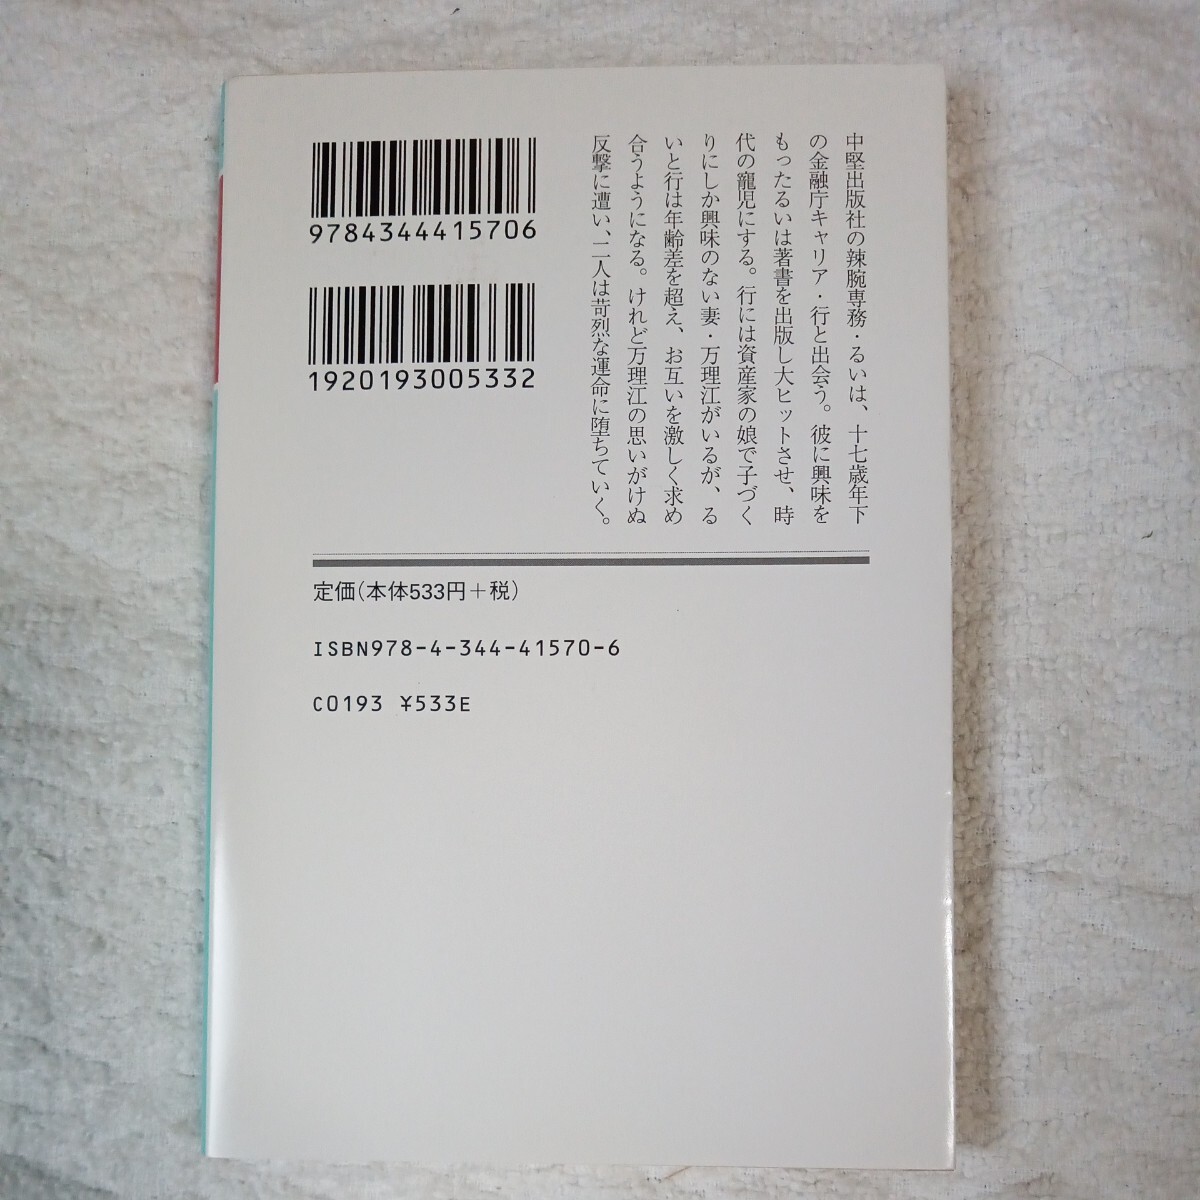 中堅出版社の辣腕専務・るいは、十七歳年下
の金融庁キャリア・行と出会う。彼に興味を
もったるいは著書を出版し大ヒットさせ、時
代の寵児にする。行には資産家の娘で子づく
りにしか興味のない妻・万理江がいるが、る
いと行は年齢差を超え、お互いを激しく求め
合うようになる。けれど万理江の思いがけぬ
反撃に遭い、二人は苛烈な運命に堕ちていく。
9784344415706
1920193005332
定価(本体533円+税)
ISBN978-4-344-41570-6
C0193 ¥533E